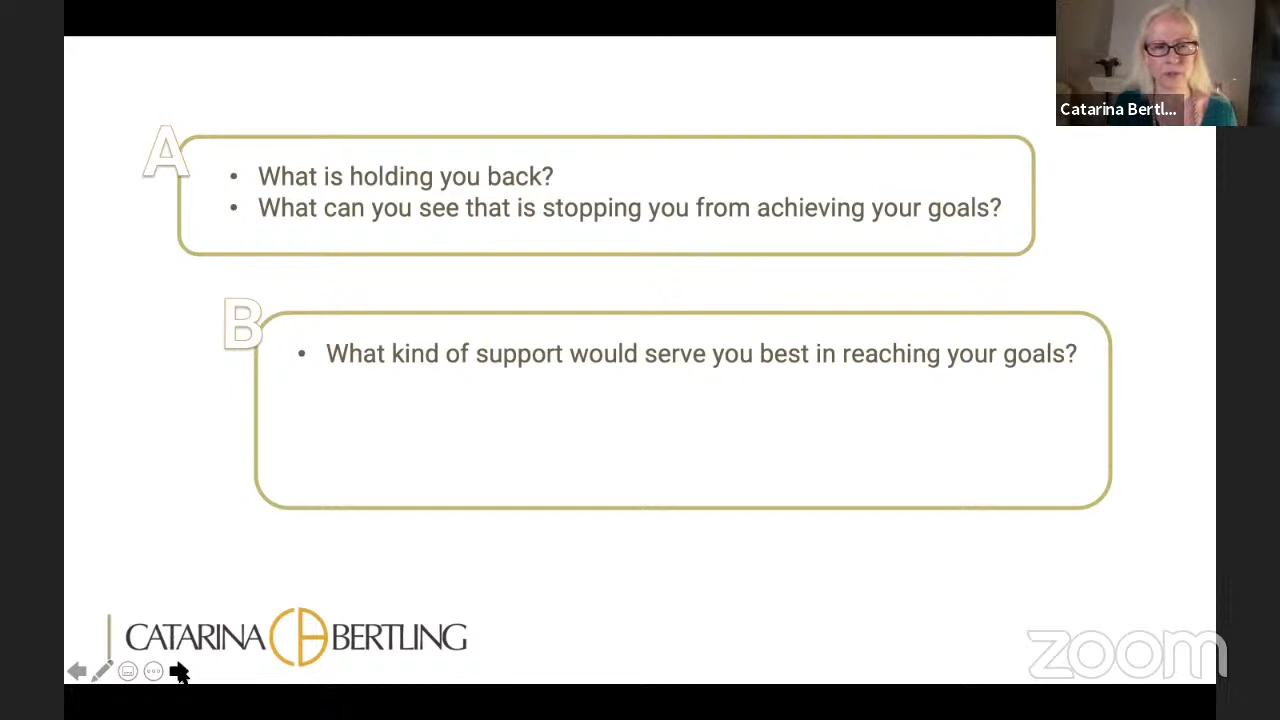 Catarina Bertl...
A
• What is holding you back?
• What can you see that is stopping you from achieving your goals?
B
• What kind of support would serve you best in reaching your goals?
CATARINA CB BERTLING
zoom